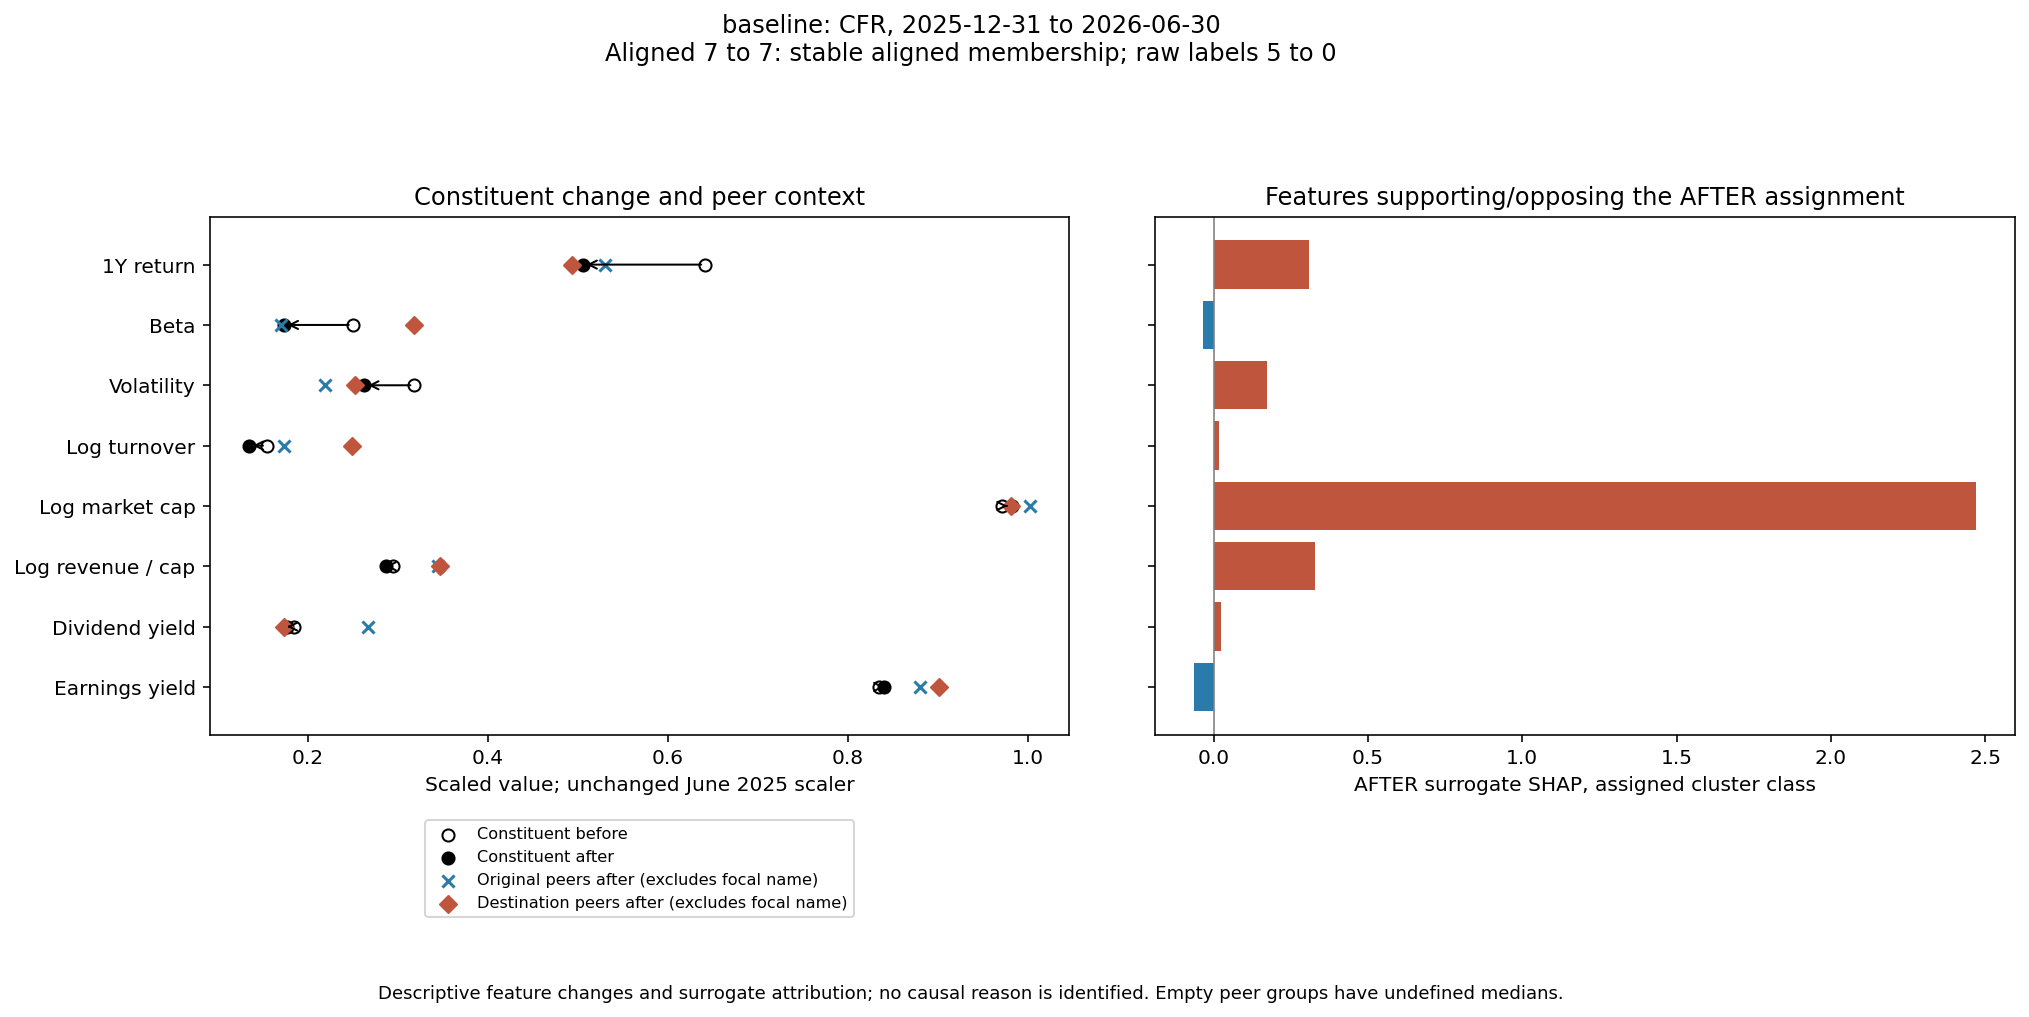 baseline: CFR, 2025-12-31 to 2026-06-30
Aligned 7 to 7: stable aligned membership; raw labels 5 to 0
Constituent change and peer context
1Y return
Beta
Volatility
Log turnover
Log market cap
Log revenue / cap
Dividend yield
Earnings yield
0.2
0.4
0.6
0.8
1.0
Scaled value; unchanged June 2025 scaler
Constituent before
Constituent after
Original peers after (excludes focal name)
Destination peers after (excludes focal name)
Features supporting/opposing the AFTER assignment
0.0
0.5
1.0
1.5
2.0
2.5
AFTER surrogate SHAP, assigned cluster class
Descriptive feature changes and surrogate attribution; no causal reason is identified. Empty peer groups have undefined medians.